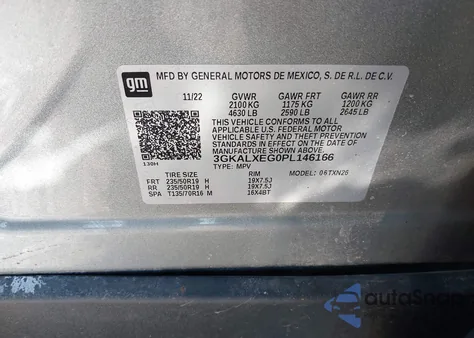 gm
MFD BY GENERAL MOTORS DE MEXICO, S. DE R.L. DE C.V.
11/22 GVWR GAWR FRT GAWR RR
2100 KG 1175 KG 1200 KG
4630 LB 2590 LB 2645 LB
THIS VEHICLE CONFORMS TO ALL
APPLICABLE U.S. FEDERAL MOTOR
VEHICLE SAFETY AND THEFT PREVENTION
STANDARDS IN EFFECT ON THE DATE OF
MANUFACTURE SHOWN ABOVE.
3GKALXEG0PL146166
TYPE: MPV
TIRE SIZE RIM MODEL: 06TXN26
FRT 235/50R19 H 19X7.5J
RR 235/50R19 H 19X7.5J
SPA T135/70R16 M 16X4BT